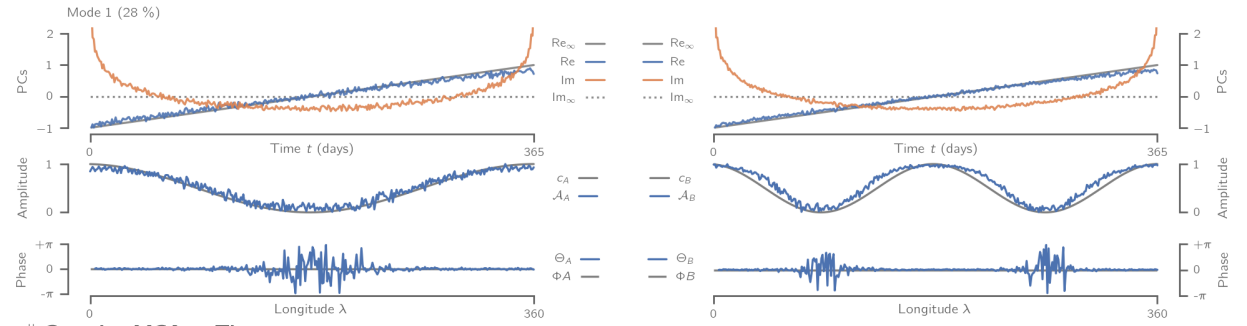 Mode 1 (28 %)
PCs
2
1
0
−1
Re∞
Re
Im
Im∞
Re∞
Re
Im
Im∞
2
1
0
−1
PCs
0
Time t (days)
365
0
Time t (days)
365
Amplitude
1
0
c_A
𝒜_A
c_B
𝒜_B
1
0
Amplitude
Phase
+π
0
-π
Θ_A
ΦA
Θ_B
ΦB
+π
0
-π
Phase
0
Longitude λ
360
0
Longitude λ
360